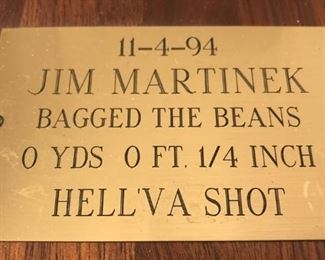 11-4-94
JIM MARTINEK
BAGGED THE BEANS
0 YDS 0 FT. 1/4 INCH
HELL'VA SHOT